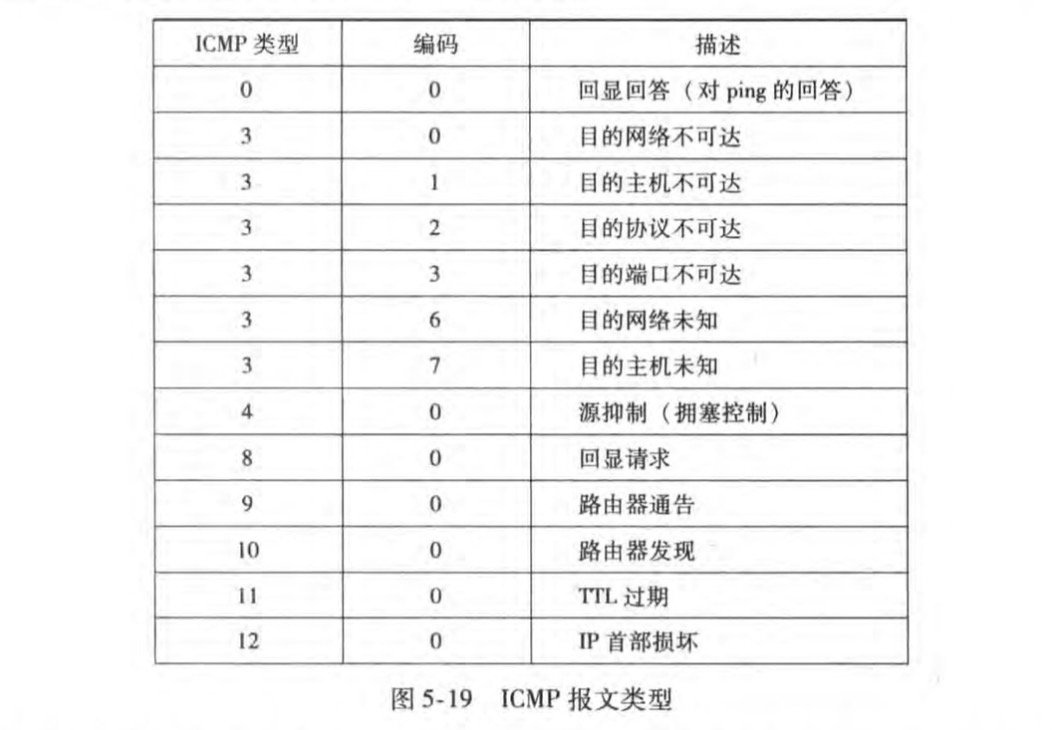 ICMP 类型 编码 描述
0 0 回显回答（对 ping 的回答）
3 0 目的网络不可达
3 1 目的主机不可达
3 2 目的协议不可达
3 3 目的端口不可达
3 6 目的网络未知
3 7 目的主机未知
4 0 源抑制（拥塞控制）
8 0 回显请求
9 0 路由器通告
10 0 路由器发现
11 0 TTL 过期
12 0 IP 首部损坏
图 5-19 ICMP 报文类型